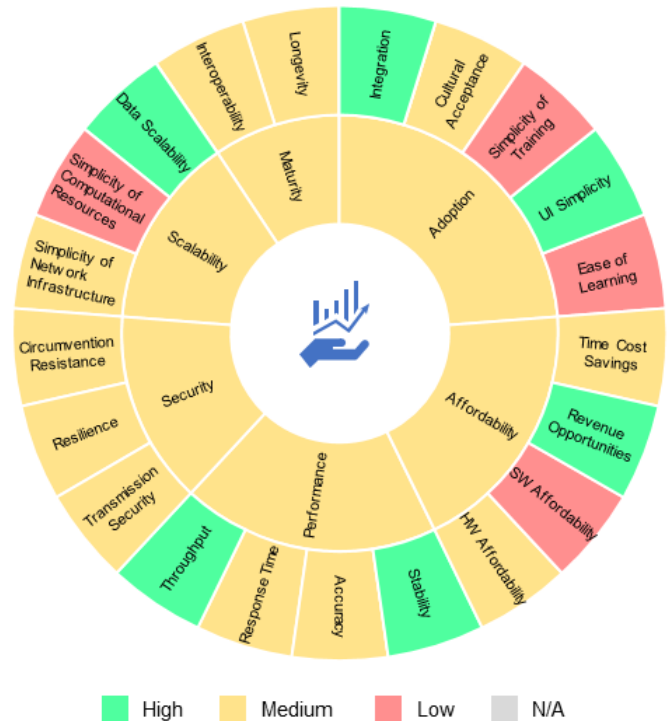 Longevity
Integration
Interoperability
Cultural
Acceptance
Data Scalability
Simplicity of
Training
Simplicity of
Computational
Resources
UI Simplicity
Simplicity of
Network
Infrastructure
Ease of
Learning
Circumvention
Resistance
Time Cost
Savings
Resilience
Revenue
Opportunities
Transmission
Security
SW Affordability
Throughput
HW Affordability
Response Time
Accuracy
Stability
Maturity
Adoption
Scalability
Security
Affordability
Performance
High
Medium
Low
N/A